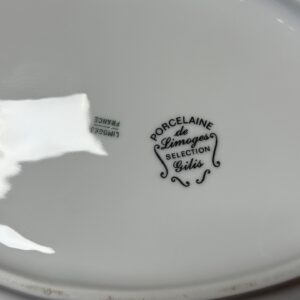 PORCELAINE
de
Limoges
SELECTION
Gilis
LIMOGES
FRANCE